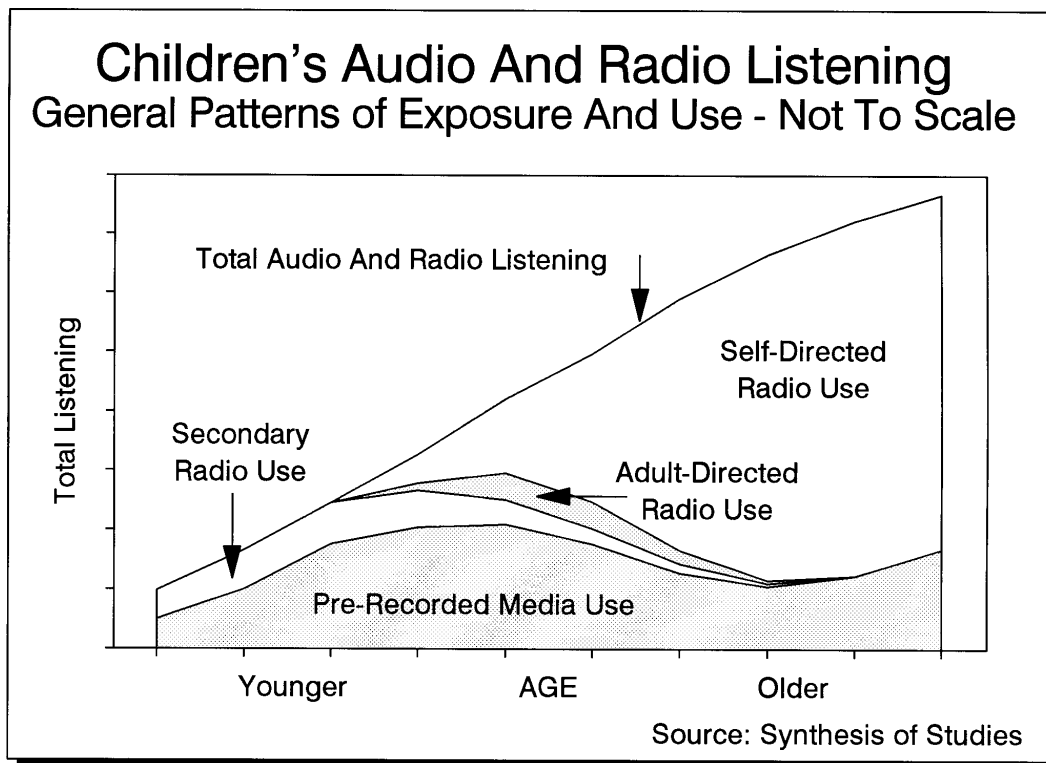 Children's Audio And Radio Listening
General Patterns of Exposure And Use - Not To Scale
Total Audio And Radio Listening
Self-Directed
Radio Use
Secondary
Radio Use
Adult-Directed
Radio Use
Pre-Recorded Media Use
Total Listening
Younger AGE Older
Source: Synthesis of Studies